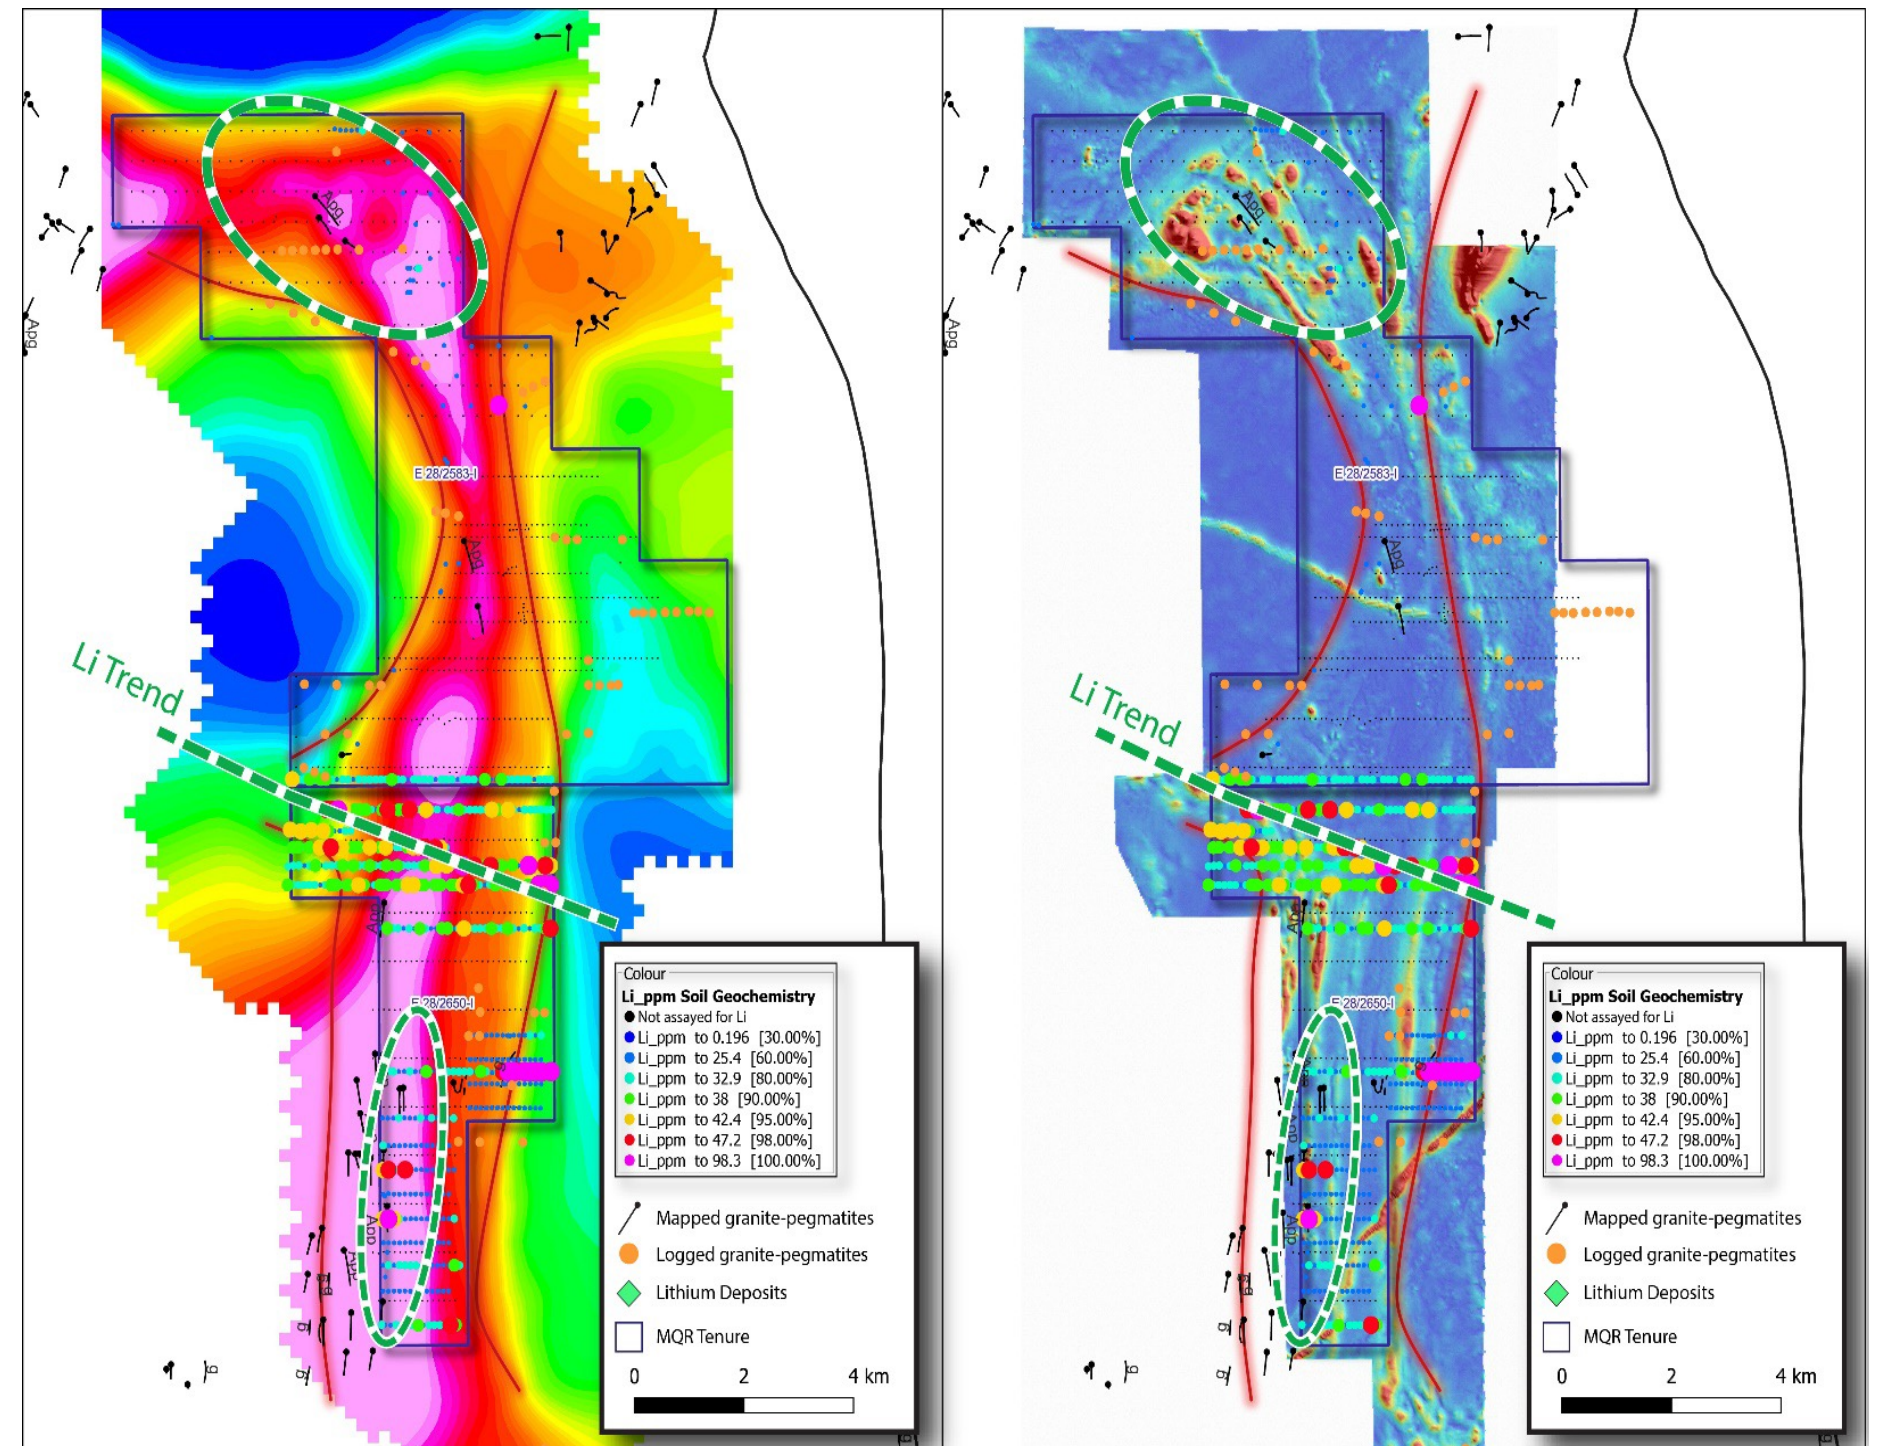 Apg
Apg
E 28/2583-I
Apg
Li Trend
App
E 28/2650-I
App
g
g
g
Colour
Li_ppm Soil Geochemistry
Not assayed for Li
Li_ppm to 0.196 [30.00%]
Li_ppm to 25.4 [60.00%]
Li_ppm to 32.9 [80.00%]
Li_ppm to 38 [90.00%]
Li_ppm to 42.4 [95.00%]
Li_ppm to 47.2 [98.00%]
Li_ppm to 98.3 [100.00%]
Mapped granite-pegmatites
Logged granite-pegmatites
Lithium Deposits
MQR Tenure
0 2 4 km
Apg
Apg
E 28/2583-I
Apg
Li Trend
E 28/2650-I
App
g
g
g
Colour
Li_ppm Soil Geochemistry
Not assayed for Li
Li_ppm to 0.196 [30.00%]
Li_ppm to 25.4 [60.00%]
Li_ppm to 32.9 [80.00%]
Li_ppm to 38 [90.00%]
Li_ppm to 42.4 [95.00%]
Li_ppm to 47.2 [98.00%]
Li_ppm to 98.3 [100.00%]
Mapped granite-pegmatites
Logged granite-pegmatites
Lithium Deposits
MQR Tenure
0 2 4 km